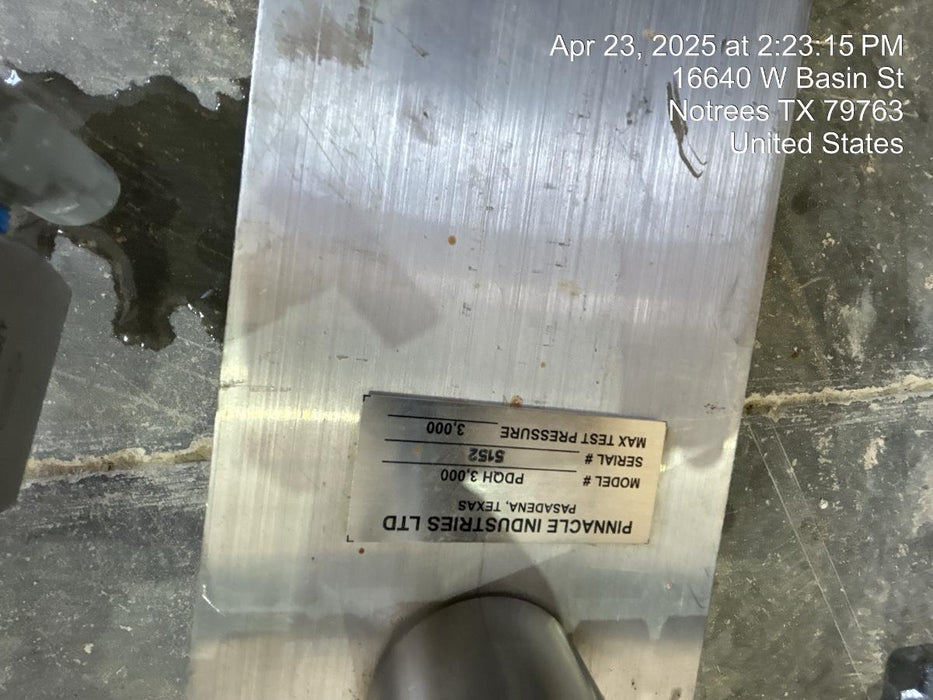 Apr 23, 2025 at 2:23:15 PM
16640 W Basin St
Notrees TX 79763
United States
PINNACLE INDUSTRIES LTD
PASADENA, TEXAS
MODEL # PDQH 3,000
SERIAL # 5152
MAX TEST PRESSURE 3,000